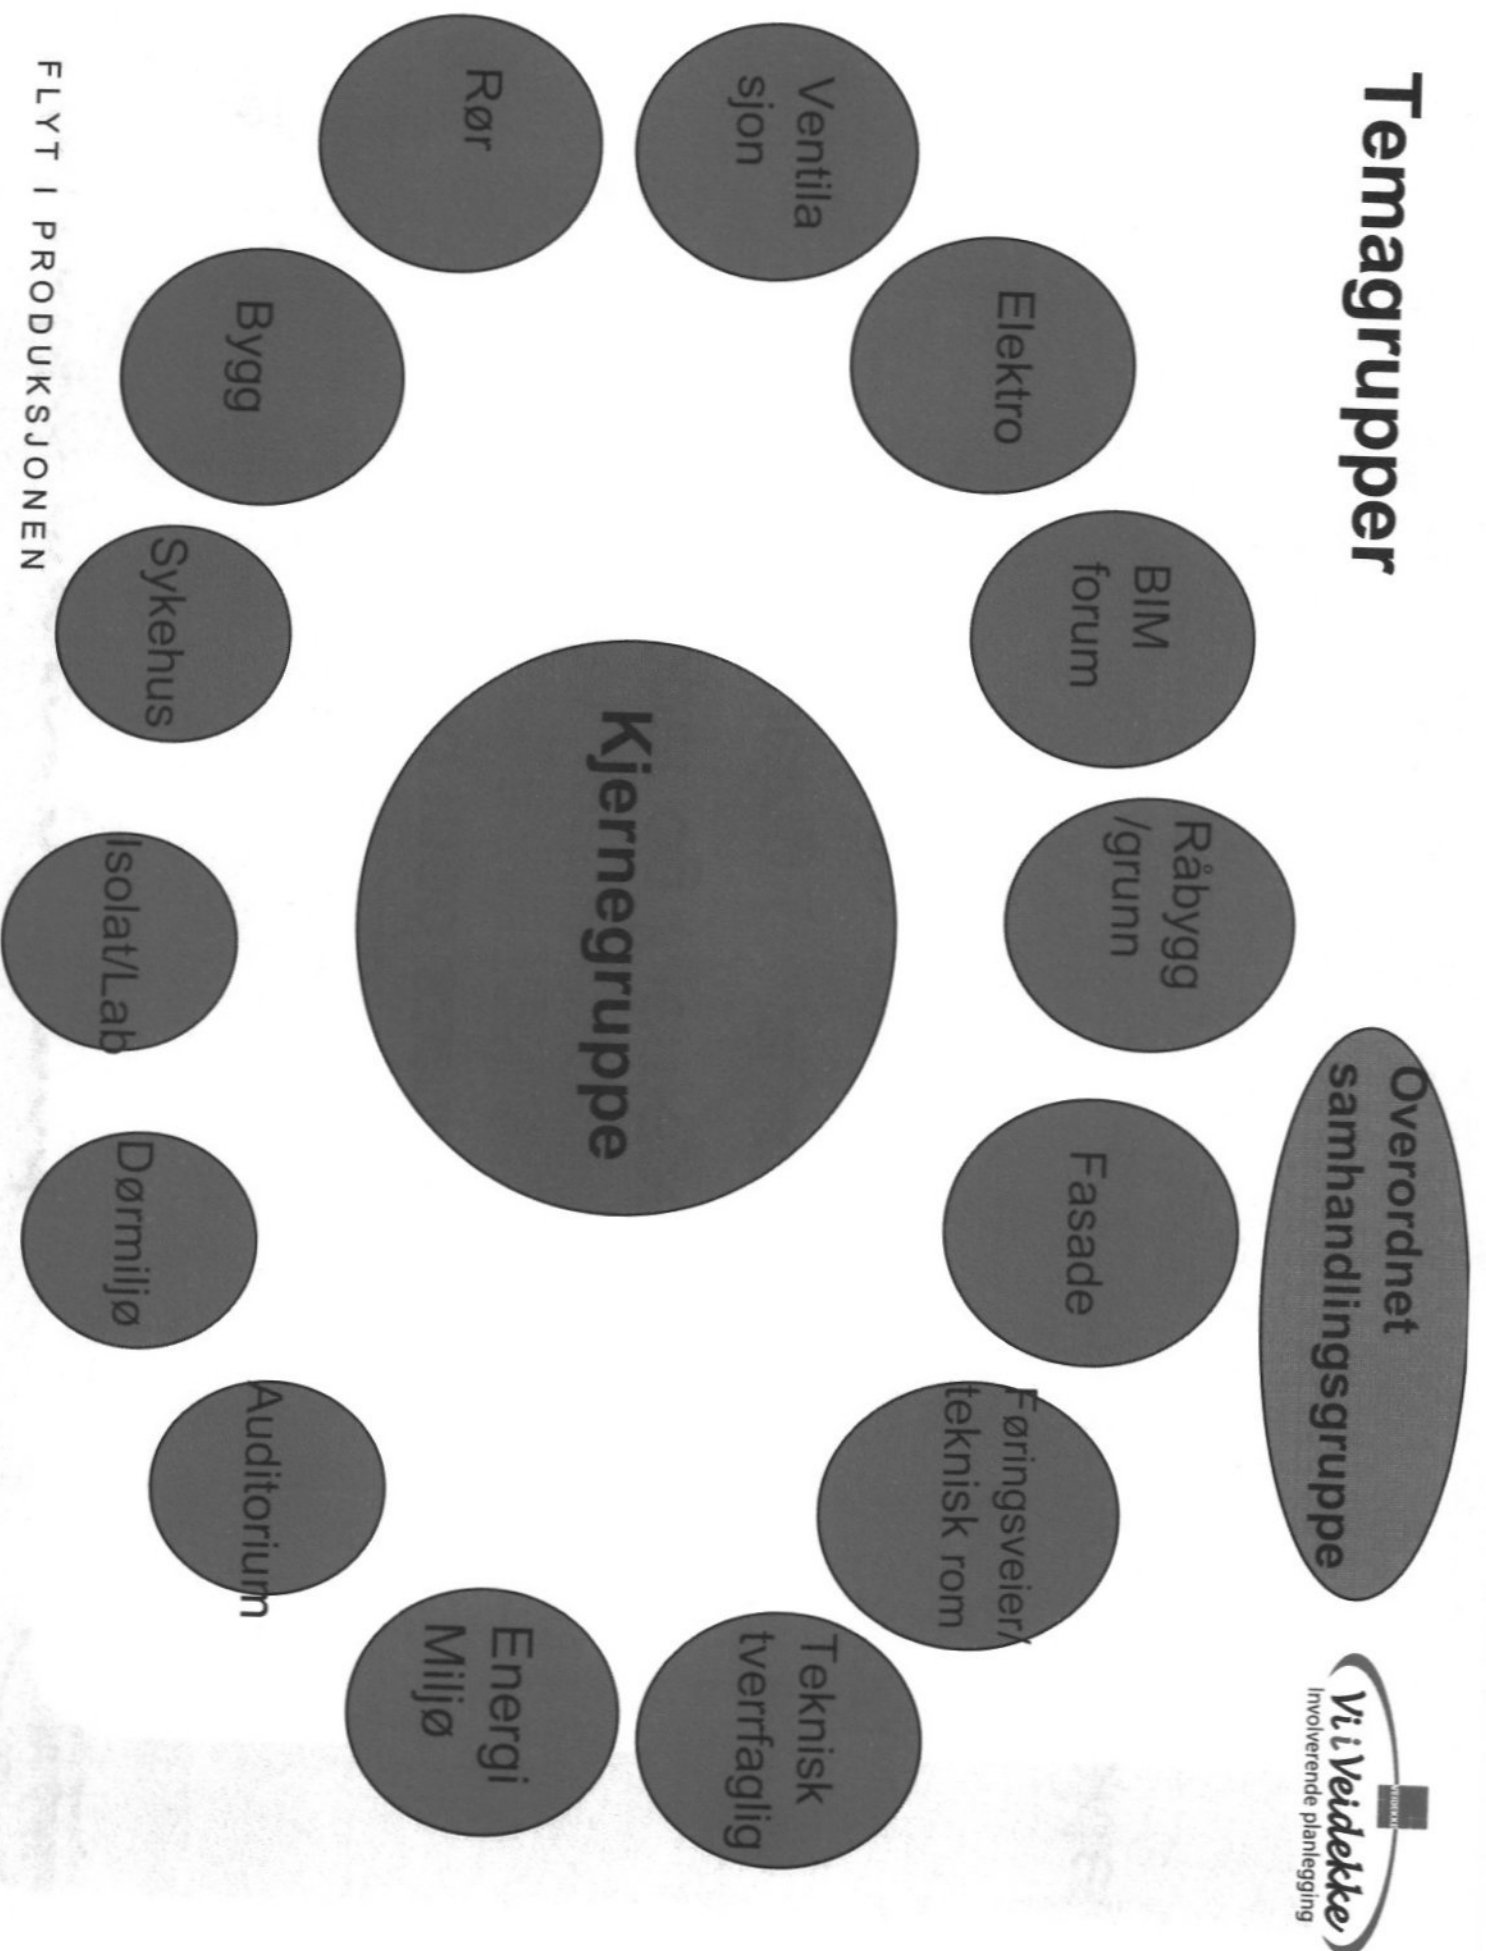 Temagrupper
Overordnet
samhandlingsgruppe
Vi i Veidekke
Involverende planlegging
Råbygg
/grunn
BIM
forum
Fasade
Elektro
Føringsveier/
teknisk rom
Ventila
sjon
Teknisk
tverrfaglig
Kjernegruppe
Rør
Energi
Miljø
Bygg
Auditorium
Sykehus
Isolat/Lab
Dørmiljø
FLYT I PRODUKSJONEN